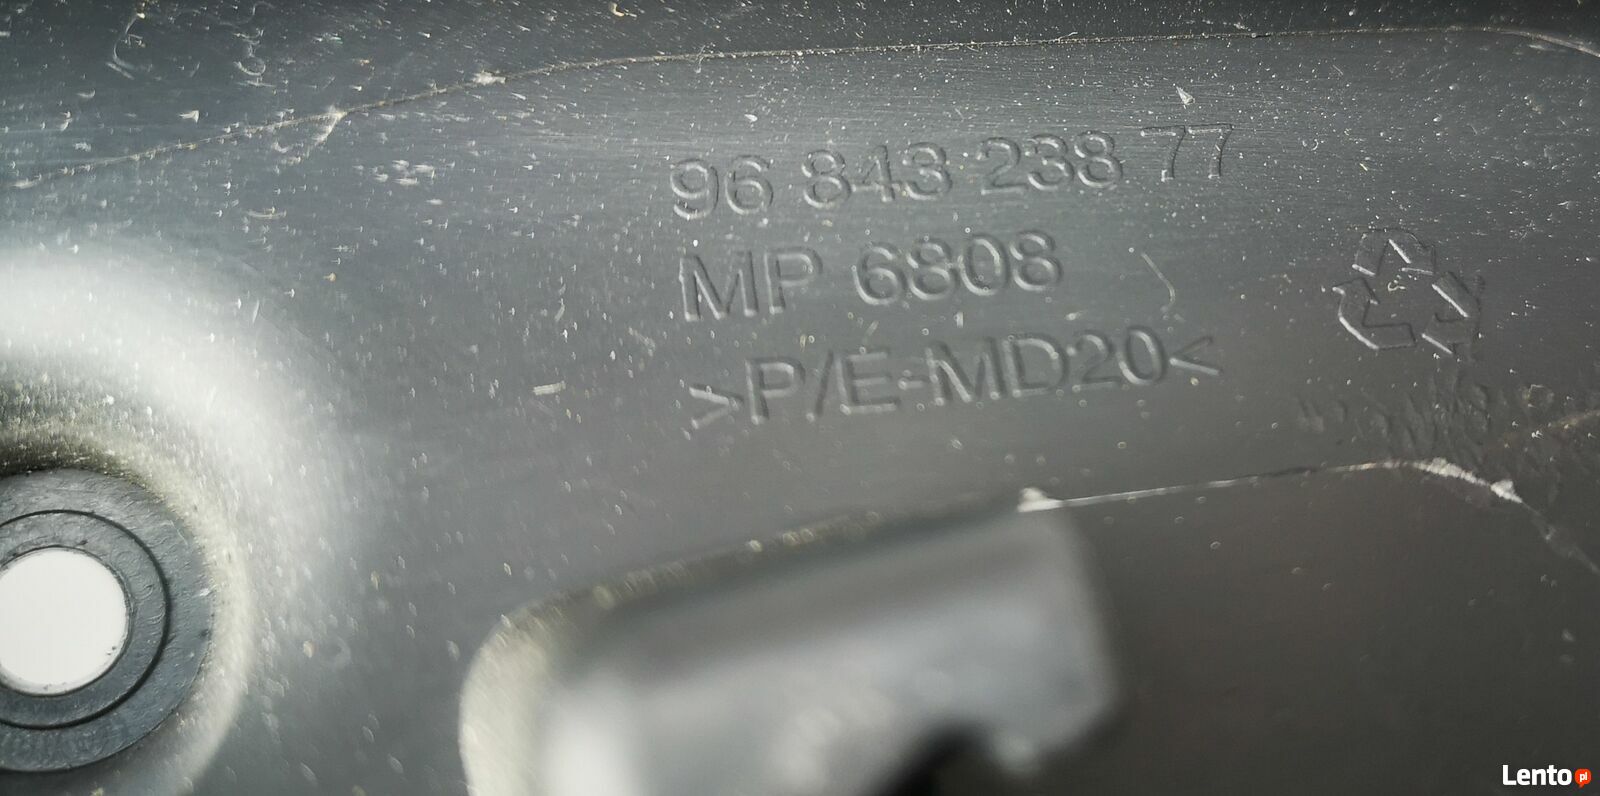 96 843 238 77
MP 6808
>P/E-MD20<
Lento pl